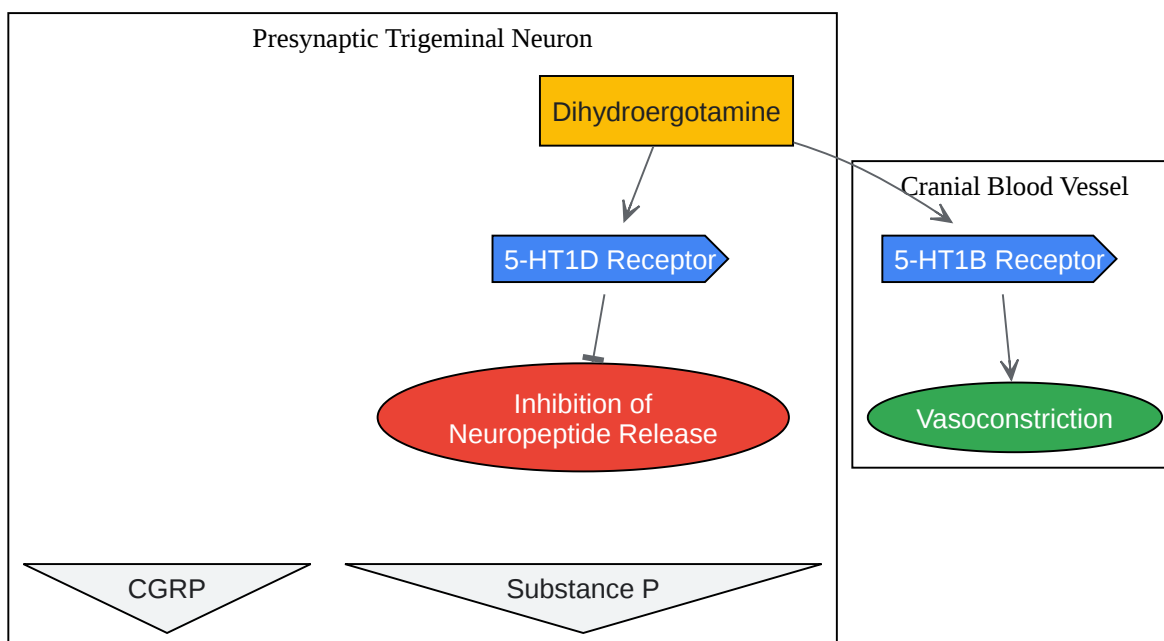 Presynaptic Trigeminal Neuron
Dihydroergotamine
Cranial Blood Vessel
5-HT1D Receptor
5-HT1B Receptor
Inhibition of
Neuropeptide Release
Vasoconstriction
CGRP
Substance P